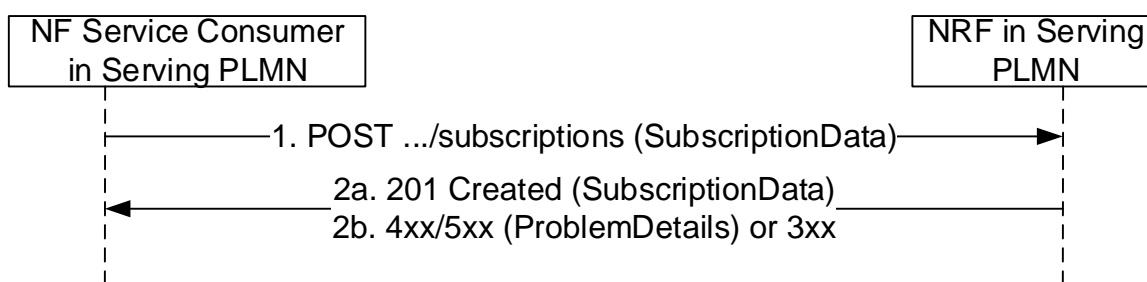 NF Service Consumer
in Serving PLMN
NRF in Serving
PLMN
1. POST .../subscriptions (SubscriptionData)
2a. 201 Created (SubscriptionData)
2b. 4xx/5xx (ProblemDetails) or 3xx